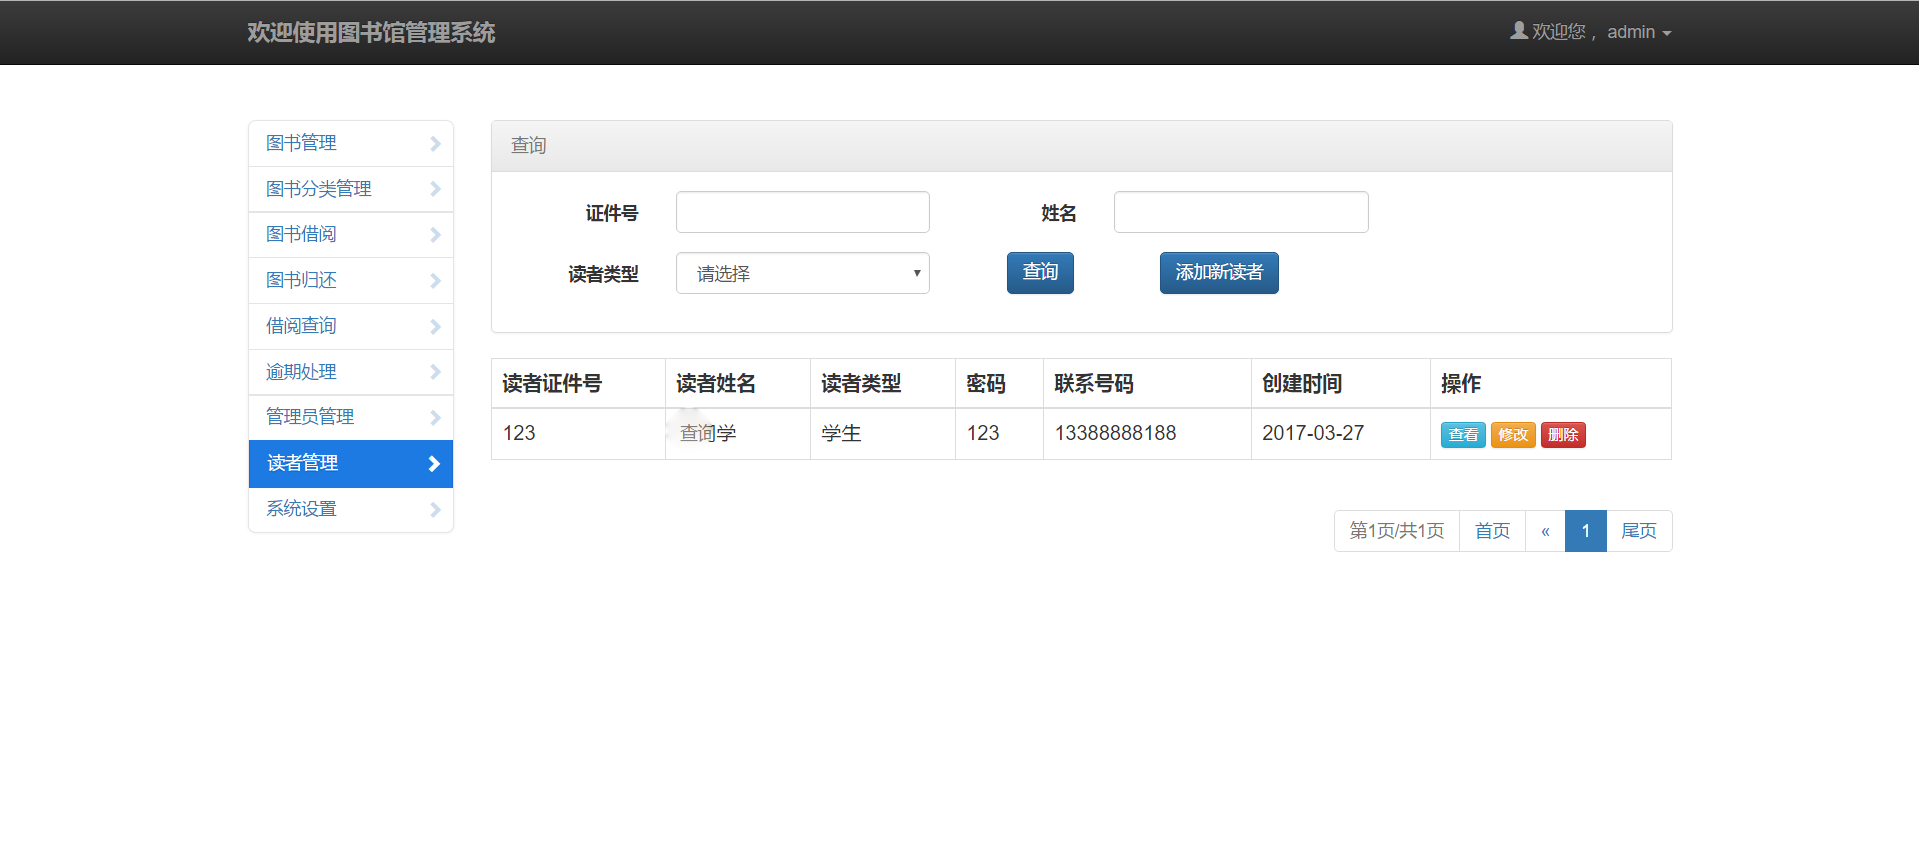 欢迎使用图书馆管理系统
欢迎您， admin
图书管理
图书分类管理
图书借阅
图书归还
借阅查询
逾期处理
管理员管理
读者管理
系统设置
查询
证件号
姓名
读者类型 请选择 查询 添加新读者
读者证件号 读者姓名 读者类型 密码 联系号码 创建时间 操作
123 查询学 学生 123 13388888188 2017-03-27 查看 修改 删除
第1页/共1页 首页 « 1 尾页